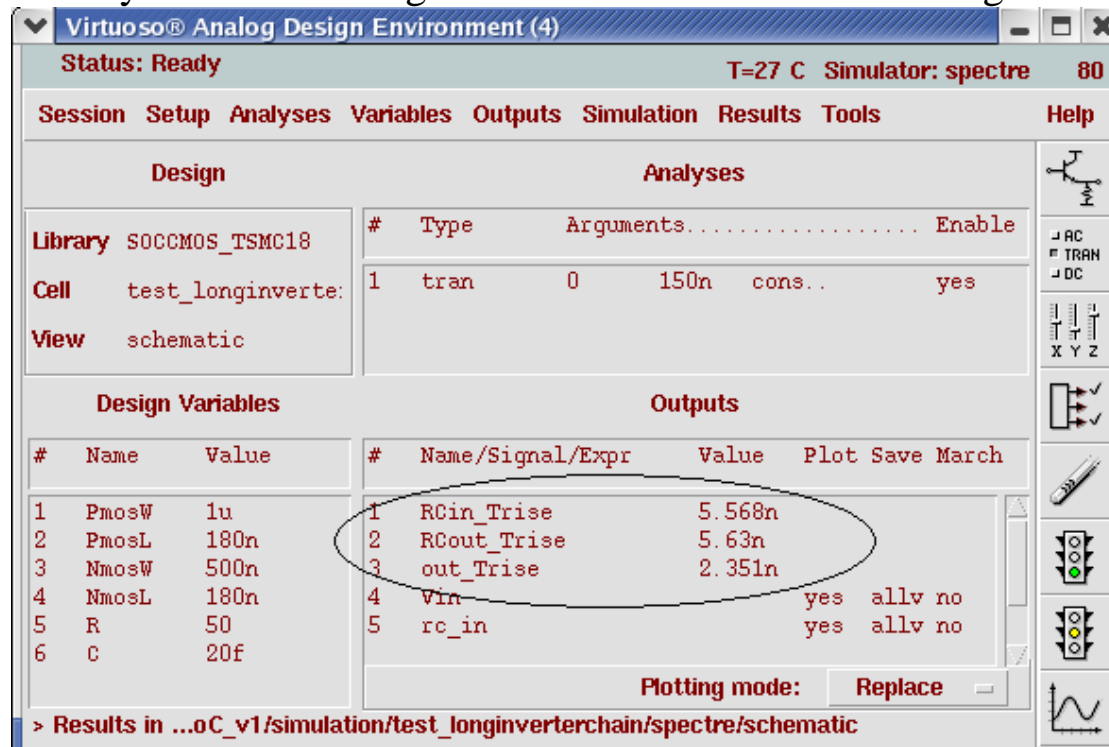 Virtuoso® Analog Design Environment (4)
Status: Ready T=27 C Simulator: spectre 80
Session Setup Analyses Variables Outputs Simulation Results Tools Help
Design Analyses
# Type Arguments................... Enable
Library SOCCMOS_TSMC18
Cell test_longinverte:
View schematic
1 tran 0 150n cons.. yes
AC
TRAN
DC
X Y Z
Design Variables Outputs
# Name Value # Name/Signal/Expr Value Plot Save March
1 PmosW 1u 1 RCin_Trise 5.568n
2 PmosL 180n 2 RCout_Trise 5.63n
3 NmosW 500n 3 out_Trise 2.351n
4 NmosL 180n 4 vin yes allv no
5 R 50 5 rc_in yes allv no
6 C 20f
Plotting mode: Replace
> Results in ...oC_v1/simulation/test_longinverterchain/spectre/schematic